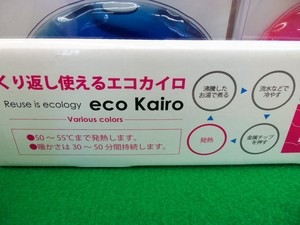 くり返し使えるエコカイロ
Reuse is ecology eco Kairo
Various colors
●50～55℃まで発熱します。
●暖かさは30～50分間持続します。
沸騰した
お湯で煮る
流水などで
冷やす
金属チップ
を押す
発熱